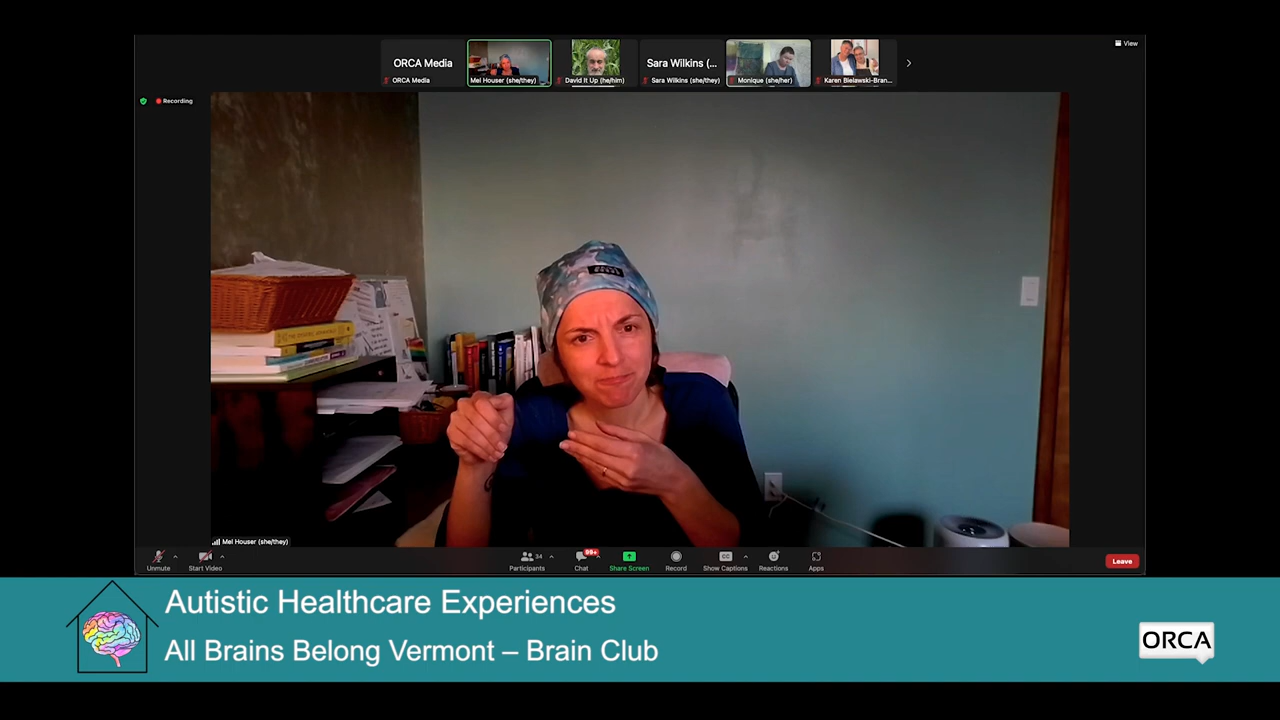 View
ORCA Media
Sara Wilkins (...
ORCA Media
Mel Houser (she/they)
David It Up (he/him)
Sara Wilkins (she/they)
Monique (she/her)
Karen Bielawski-Bran...
Recording
Mel Houser (she/they)
Unmute
Start Video
34
Participants
99+
Chat
Share Screen
Record
CC
Show Captions
Reactions
Apps
Leave
Autistic Healthcare Experiences
All Brains Belong Vermont – Brain Club
ORCA